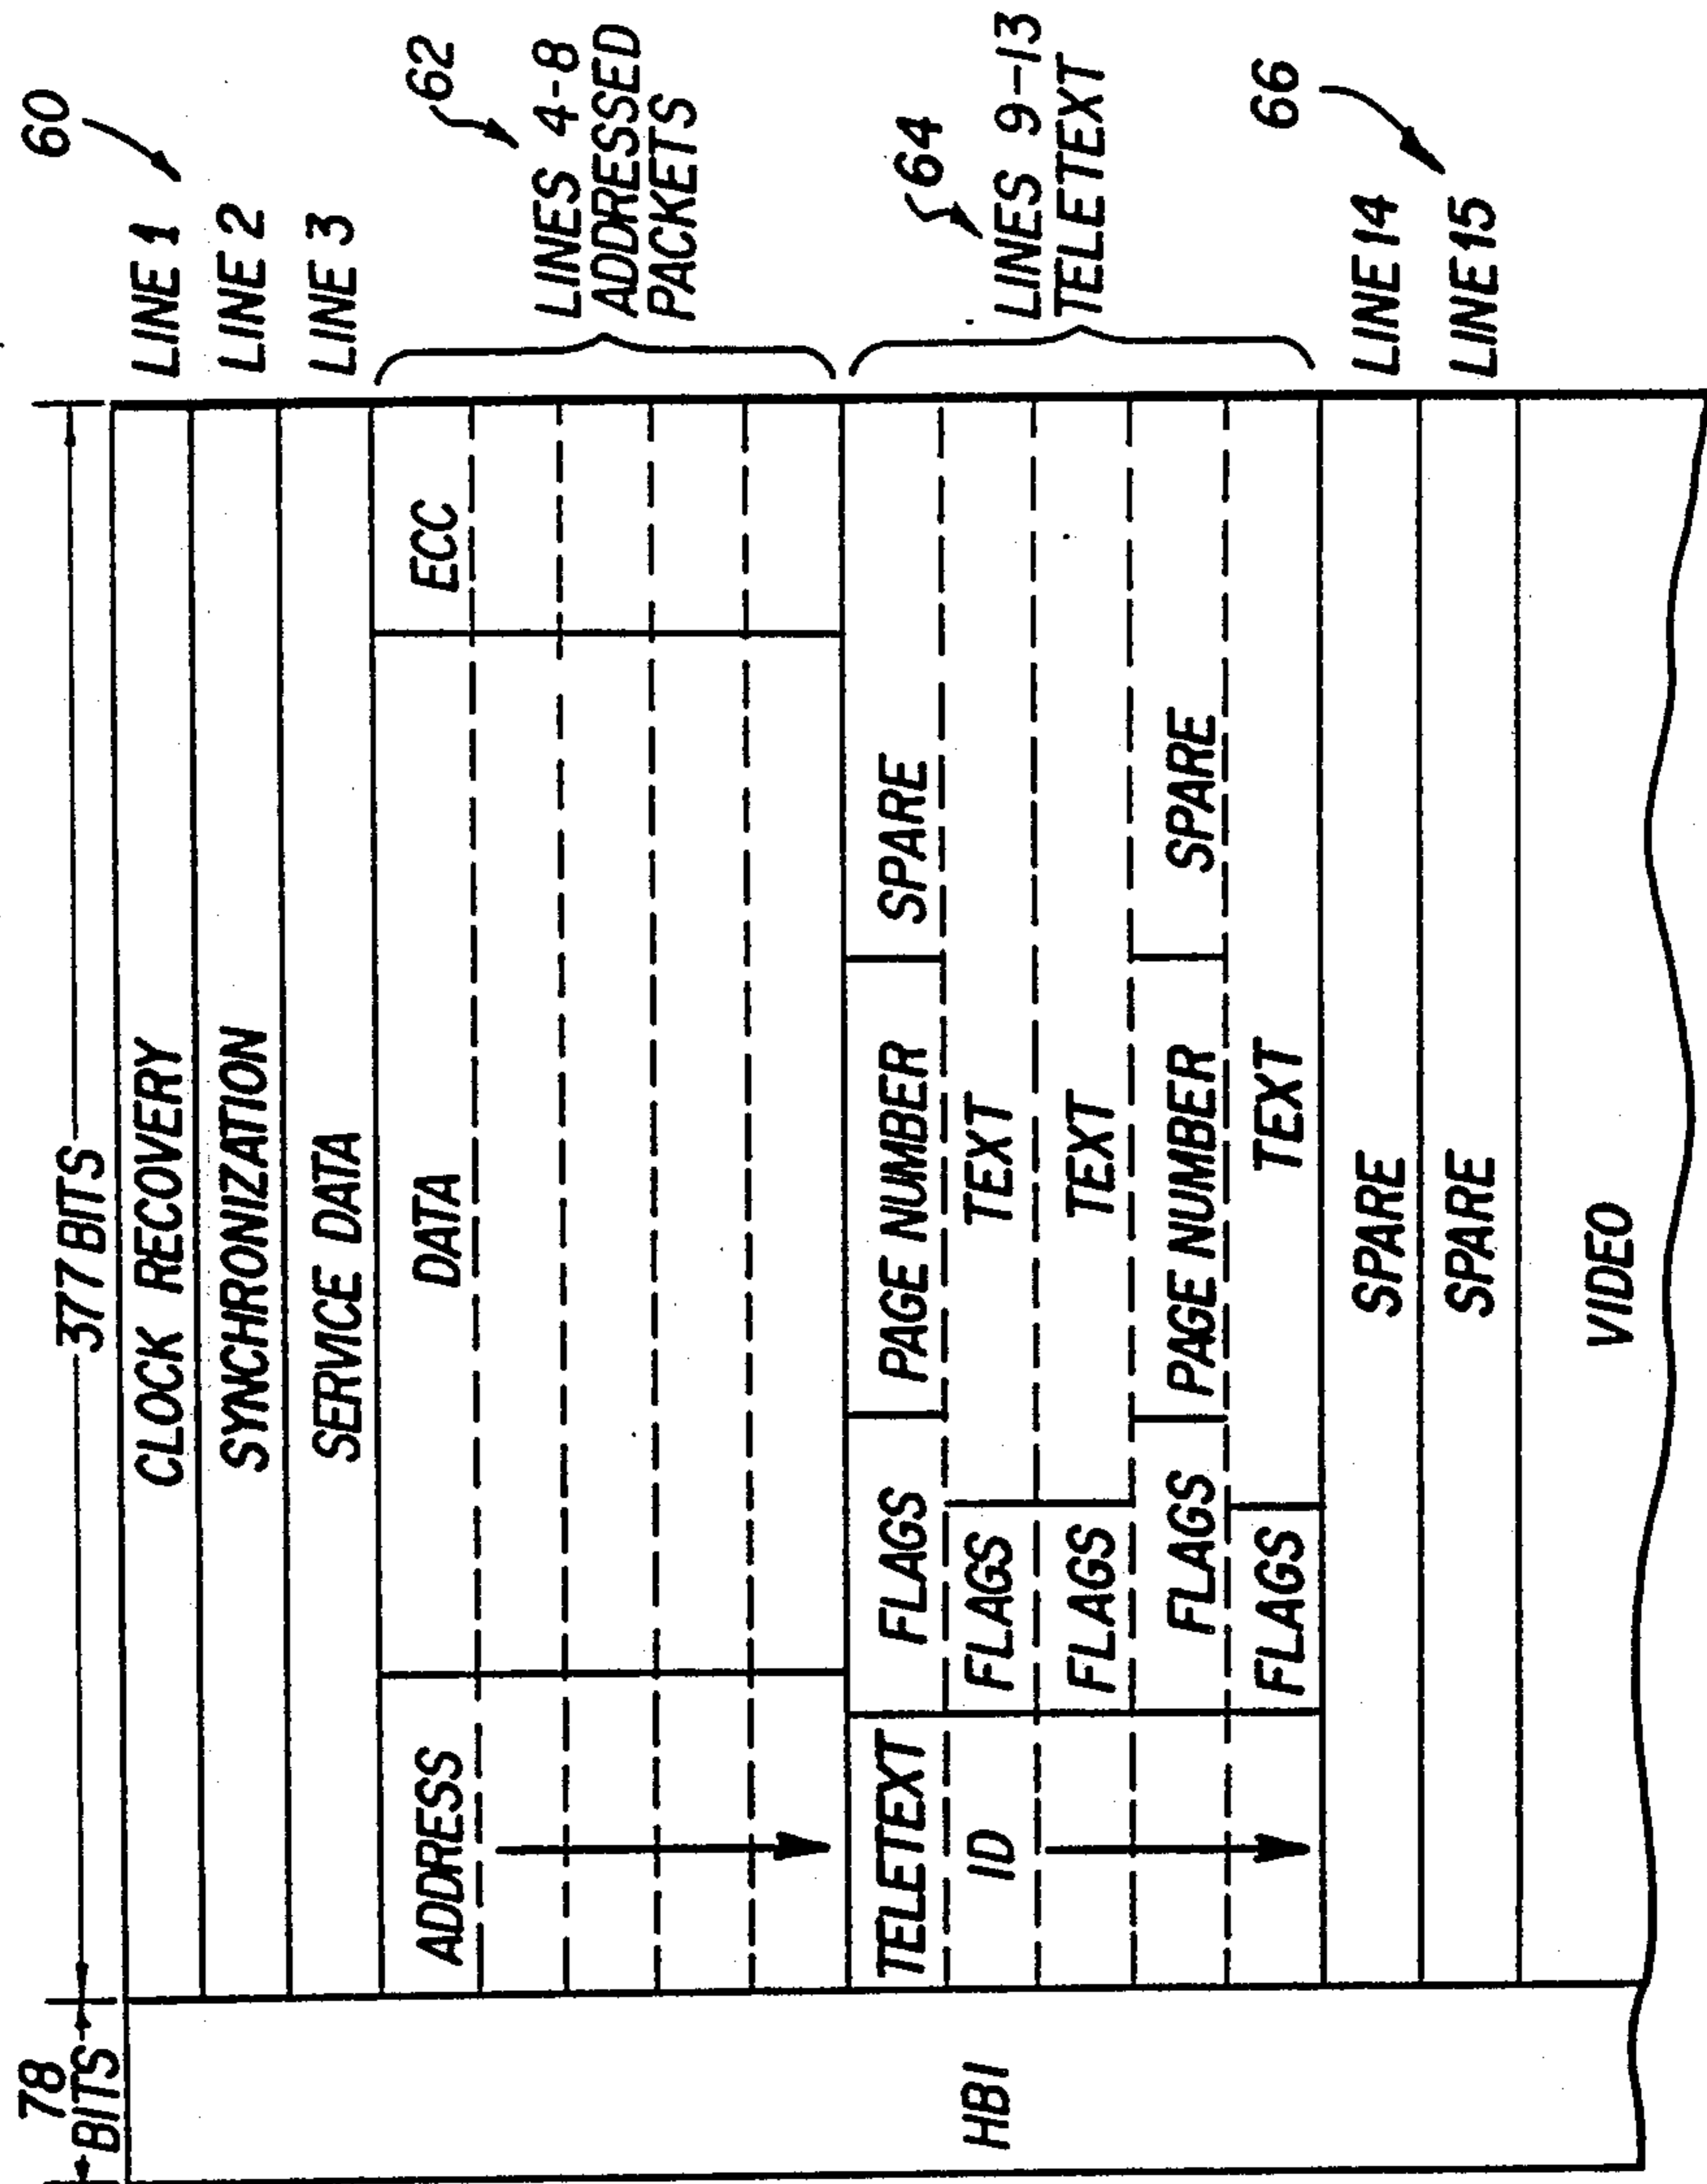 60
78
BITS
377 BITS
CLOCK RECOVERY
LINE 1
SYNCHRONIZATION
LINE 2
SERVICE DATA
LINE 3
62
ADDRESS
DATA
ECC
LINES 4-8
ADDRESSED
PACKETS
64
TELETEXT
FLAGS
PAGE NUMBER
SPARE
HBI
ID
FLAGS
TEXT
LINES 9-13
TELETEXT
FLAGS
TEXT
FLAGS
PAGE NUMBER
SPARE
FLAGS
TEXT
66
SPARE
LINE 14
SPARE
LINE 15
VIDEO